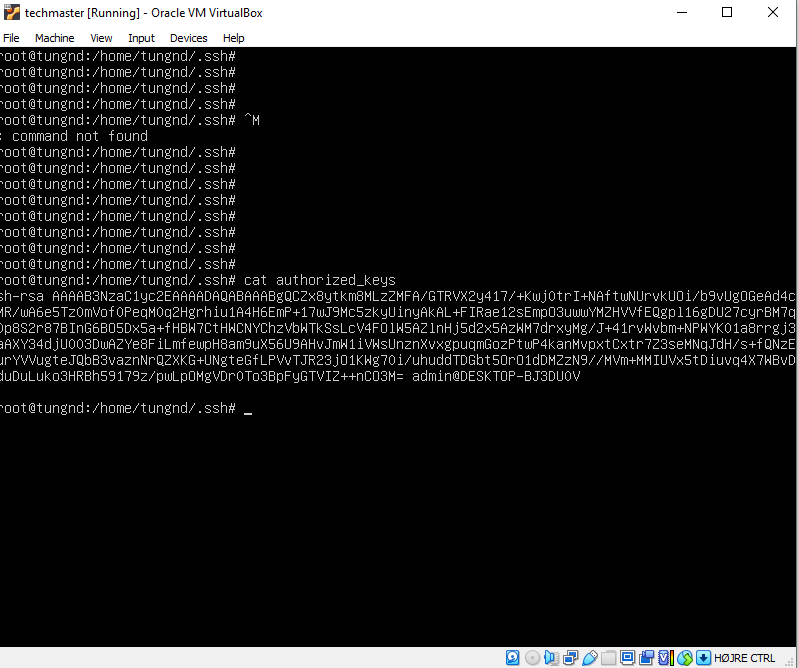 techmaster [Running] - Oracle VM VirtualBox
File Machine View Input Devices Help
root@tungnd:/home/tungnd/.ssh#
root@tungnd:/home/tungnd/.ssh#
root@tungnd:/home/tungnd/.ssh#
root@tungnd:/home/tungnd/.ssh#
root@tungnd:/home/tungnd/.ssh# ^M
: command not found
root@tungnd:/home/tungnd/.ssh#
root@tungnd:/home/tungnd/.ssh#
root@tungnd:/home/tungnd/.ssh#
root@tungnd:/home/tungnd/.ssh#
root@tungnd:/home/tungnd/.ssh#
root@tungnd:/home/tungnd/.ssh#
root@tungnd:/home/tungnd/.ssh#
root@tungnd:/home/tungnd/.ssh#
root@tungnd:/home/tungnd/.ssh# cat authorized_keys
sh-rsa AAAAB3NzaC1yc2EAAAADAQABAAABgQCZx8ytkm8MLzZMFA/GTRVX2y417/+Kwj0trI+NAftwNUrvkUOi/b9vUgOGeAd4c
MR/wA6e5Tz0mVof0PeqM0q2Hgrhiu1A4H6EmP+17wJ9Mc5zkyUinyAkAL+FIRae12sEmpO3uwwYMZHVVfEQgpl16gDU27cyrBM7q
Op8S2r87BInG6BO5Dx5a+fHBW7CtHWCNYChzVbWTKSsLcV4FOlW5AZlnHj5d2x5AzWM7drxyMg/J+41rvWvbm+NPWYK01a8rrgj3
aAXY34djU0O3DwAZYe8FiLmfewpH8am9uX56U9AHvJmW1iVWsUnznXvxgpuqmGozPtwP4kanMvpxtCxtr7Z3seMNqJdH/s+fQNzE
urYVVugteJQbB3vaznNrQZXKG+UNgteGfLPVvTJR23jO1KWg70i/uhuddTDGbt5OrO1dDMZzN9//MVm+MMIUVx5tDiuvq4X7WBvD
duDuLuko3HRBh59179z/pwLpOMgVDr0To3BpFyGTVIZ++nCO3M= admin@DESKTOP-BJ3DU0V
root@tungnd:/home/tungnd/.ssh# _
HØJRE CTRL